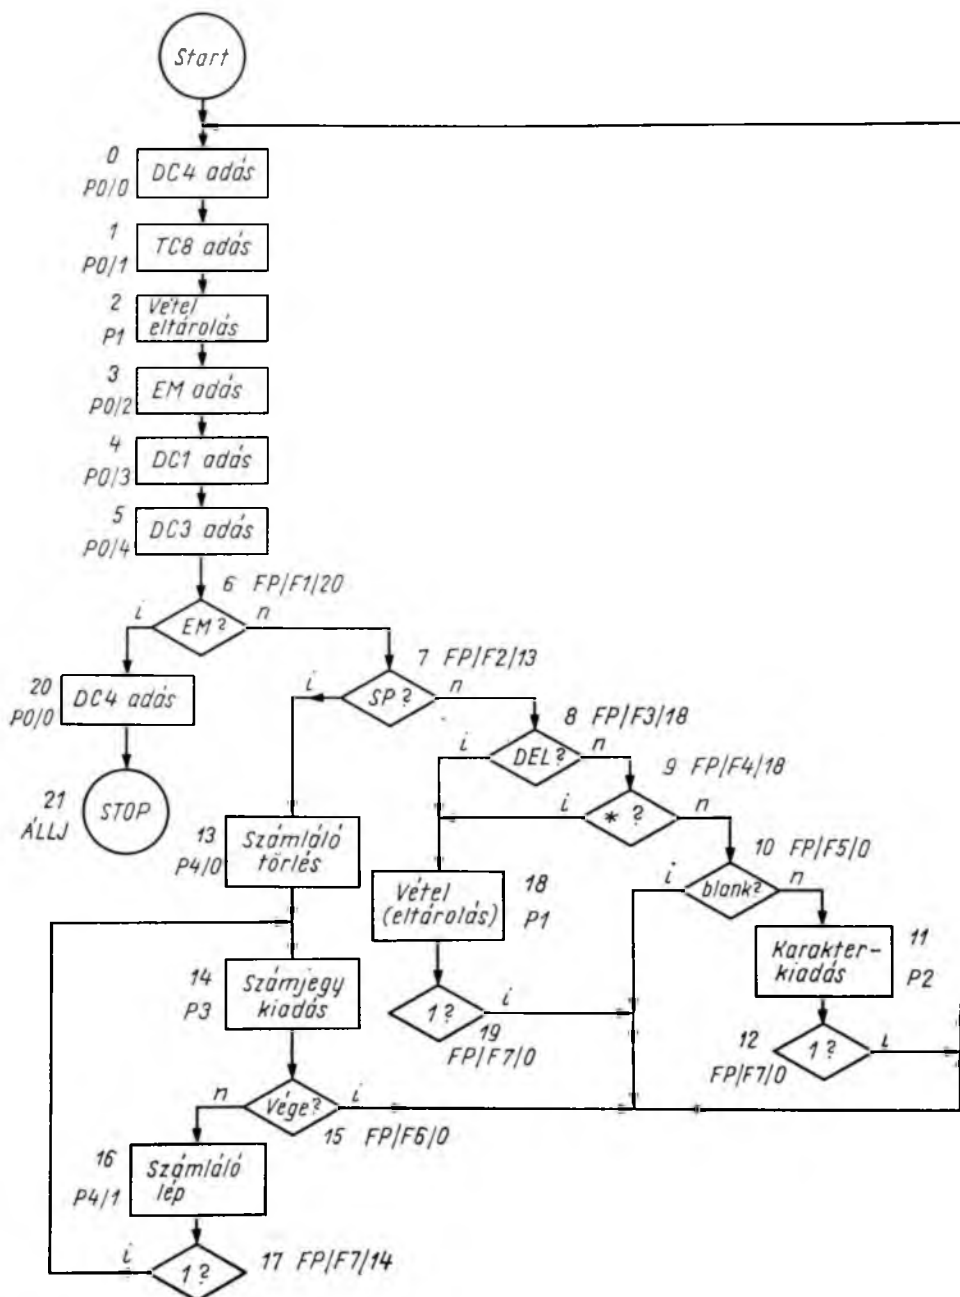 Start
0
P0/0
DC4 adás
1
P0/1
TC8 adás
2
P1
Vétel
eltárolás
3
P0/2
EM adás
4
P0/3
DC1 adás
5
P0/4
DC3 adás
6 FP/F1/20
i
EM?
n
20
P0/0
DC4 adás
21
ÁLLJ
STOP
7 FP/F2/13
i
SP?
n
8 FP/F3/18
i
DEL?
n
9 FP/F4/18
i
* ?
n
13
P4/0
Számláló
törlés
18
P1
Vétel
(eltárolás)
10 FP/F5/0
i
blank?
n
11
P2
Karakter-
kiadás
14
P3
Számjegy
kiadás
1?
i
19
FP/F7/0
12
FP/F7/0
1?
i
n
Vége?
i
15 FP/F6/0
16
P4/1
Számláló
lép
i
1?
17 FP/F7/14